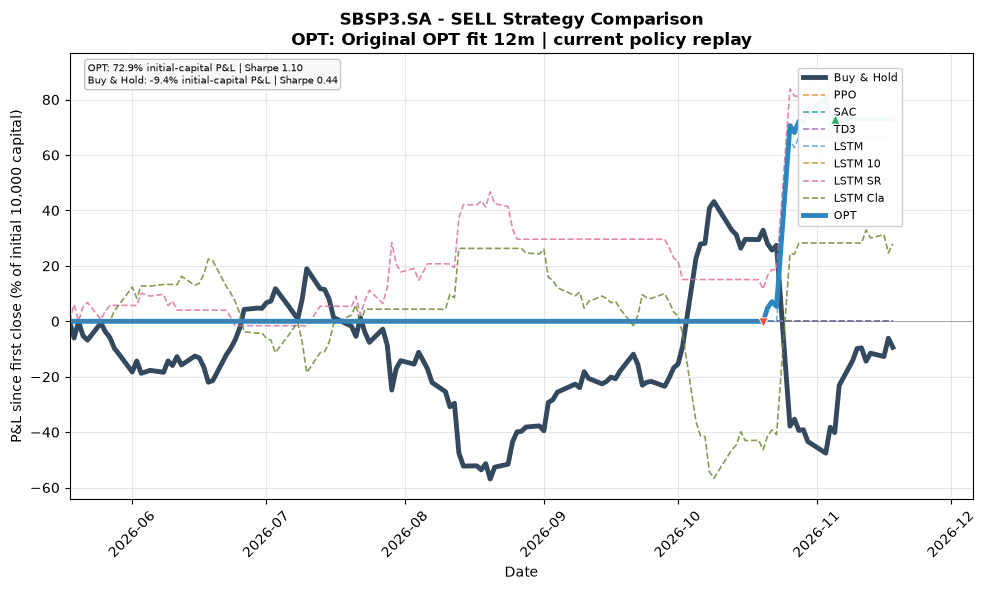 SBSP3.SA - SELL Strategy Comparison
OPT: Original OPT fit 12m | current policy replay
OPT: 72.9% initial-capital P&L | Sharpe 1.10
Buy & Hold: -9.4% initial-capital P&L | Sharpe 0.44
Buy & Hold
PPO
SAC
TD3
LSTM
LSTM 10
LSTM SR
LSTM Cla
OPT
P&L since first close (% of initial 10,000 capital)
80
60
40
20
0
−20
−40
−60
2026-06
2026-07
2026-08
2026-09
2026-10
2026-11
2026-12
Date